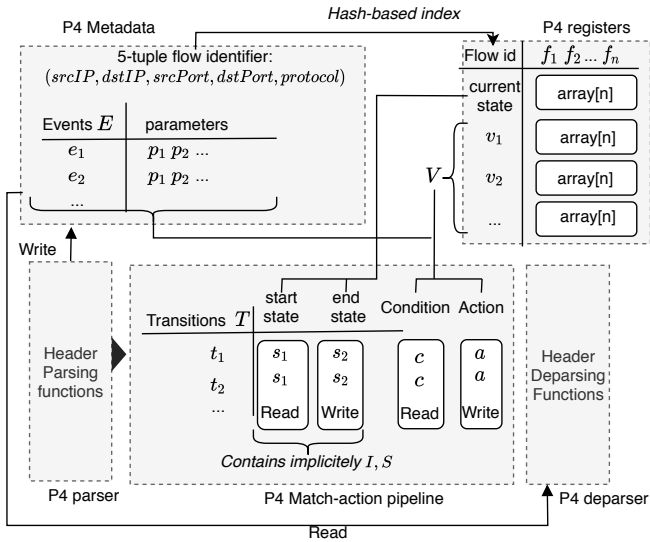 Hash-based index
P4 Metadata
P4 registers
5-tuple flow identifier:
(srcIP, dstIP, srcPort, dstPort, protocol)
Events E parameters
e₁ p₁ p₂ ...
e₂ p₁ p₂ ...
...
Flow id f₁ f₂ ... fₙ
current
state
array[n]
v₁ array[n]
V
v₂ array[n]
... array[n]
Write
Header
Parsing
functions
P4 parser
start
state
end
state
Condition
Action
Transitions T
t₁ s₁ s₂ c a
t₂ s₁ s₂ c a
...
Read Write Read Write
Contains implicitely I, S
P4 Match-action pipeline
Header
Deparsing
Functions
P4 deparser
Read